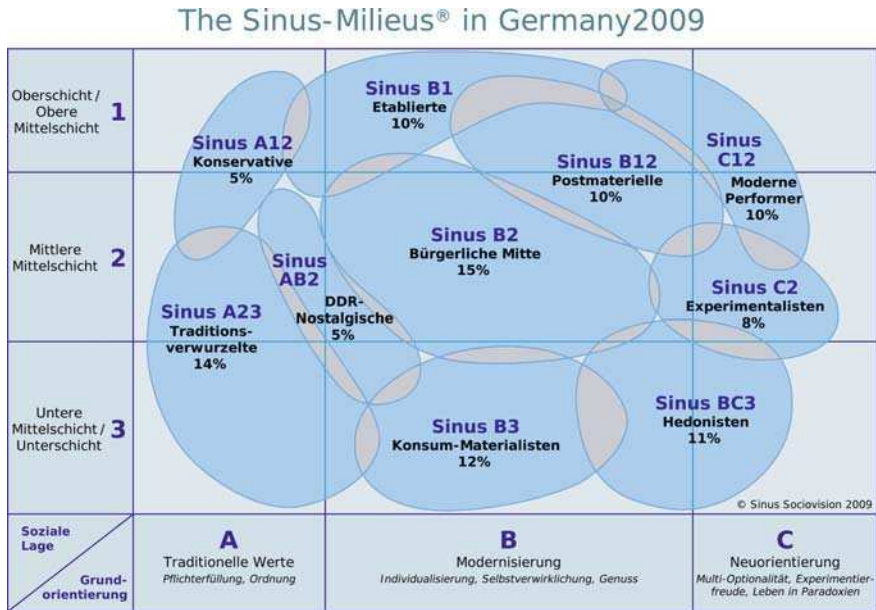 The Sinus-Milieus® in Germany2009
Oberschicht /
Obere
Mittelschicht
1
Mittlere
Mittelschicht
2
Untere
Mittelschicht /
Unterschicht
3
Sinus B1
Etablierte
10%
Sinus A12
Konservative
5%
Sinus B12
Postmaterielle
10%
Sinus
C12
Moderne
Performer
10%
Sinus
AB2
DDR-
Nostalgische
5%
Sinus B2
Bürgerliche Mitte
15%
Sinus C2
Experimentalisten
8%
Sinus A23
Traditions-
verwurzelte
14%
Sinus B3
Konsum-Materialisten
12%
Sinus BC3
Hedonisten
11%
© Sinus Sociovision 2009
Soziale
Lage
Grund-
orientierung
A
Traditionelle Werte
Pflichterfüllung, Ordnung
B
Modernisierung
Individualisierung, Selbstverwirklichung, Genuss
C
Neuorientierung
Multi-Optionalität, Experimentier-
freude, Leben in Paradoxien